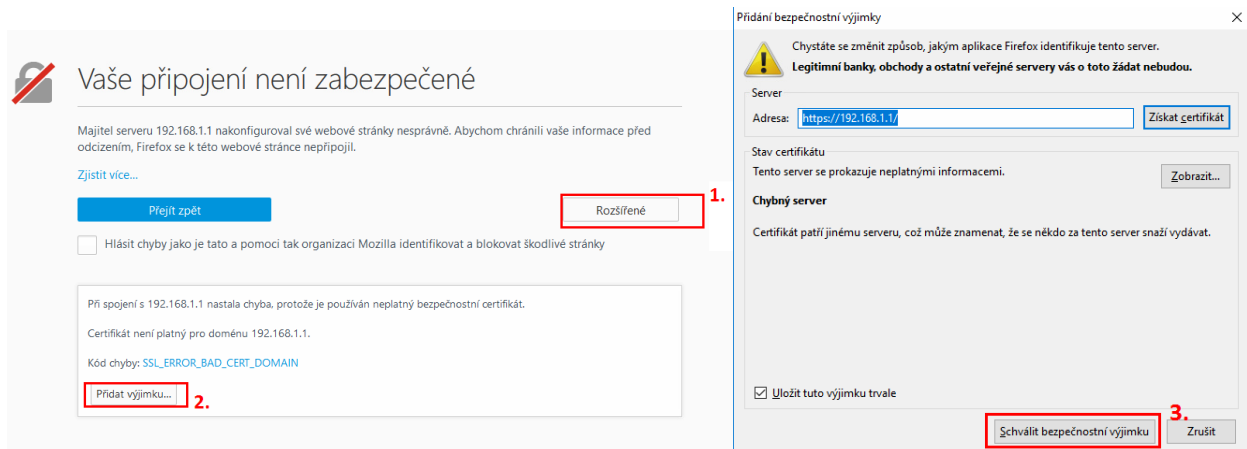 Vaše připojení není zabezpečené
Majitel serveru 192.168.1.1 nakonfiguroval své webové stránky nesprávně. Abychom chránili vaše informace před
odcizením, Firefox se k této webové stránce nepřipojil.
Zjistit více...
Přejít zpět
Rozšířené
1.
Hlásit chyby jako je tato a pomoci tak organizaci Mozilla identifikovat a blokovat škodlivé stránky
Při spojení s 192.168.1.1 nastala chyba, protože je používán neplatný bezpečnostní certifikát.
Certifikát není platný pro doménu 192.168.1.1.
Kód chyby: SSL_ERROR_BAD_CERT_DOMAIN
Přidat výjimku...
2.
Přidání bezpečnostní výjimky
Chystáte se změnit způsob, jakým aplikace Firefox identifikuje tento server.
Legitimní banky, obchody a ostatní veřejné servery vás o toto žádat nebudou.
Server
Adresa: https://192.168.1.1/ Získat certifikát
Stav certifikátu
Tento server se prokazuje neplatnými informacemi.
Zobrazit...
Chybný server
Certifikát patří jinému serveru, což může znamenat, že se někdo za tento server snaží vydávat.
Uložit tuto výjimku trvale
3.
Schválit bezpečnostní výjimku
Zrušit